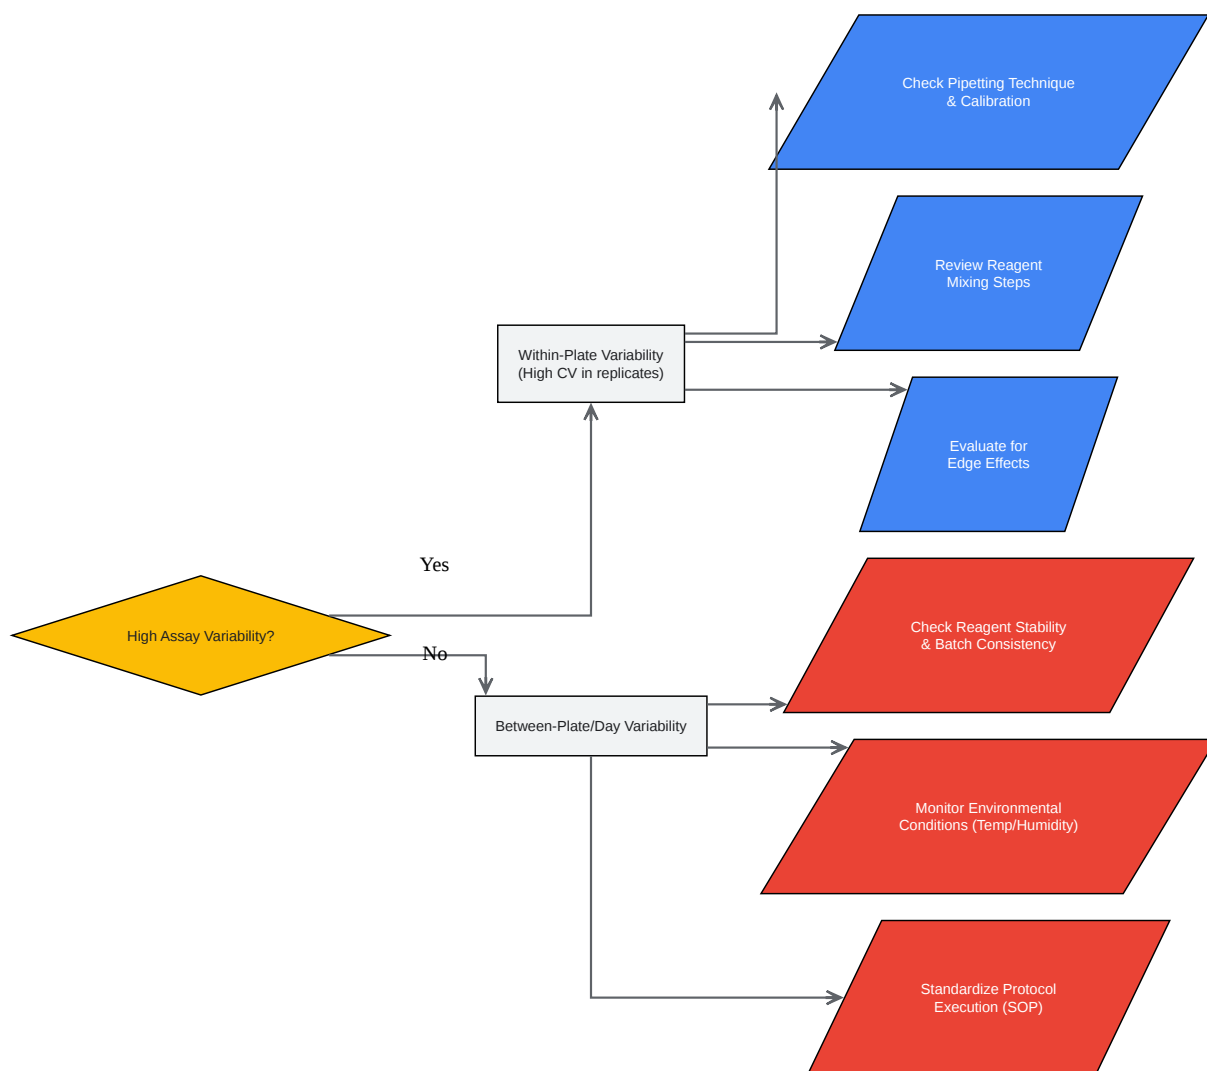 Check Pipetting Technique
& Calibration
Review Reagent
Mixing Steps
Within-Plate Variability
(High CV in replicates)
Evaluate for
Edge Effects
Yes
High Assay Variability?
No
Check Reagent Stability
& Batch Consistency
Between-Plate/Day Variability
Monitor Environmental
Conditions (Temp/Humidity)
Standardize Protocol
Execution (SOP)